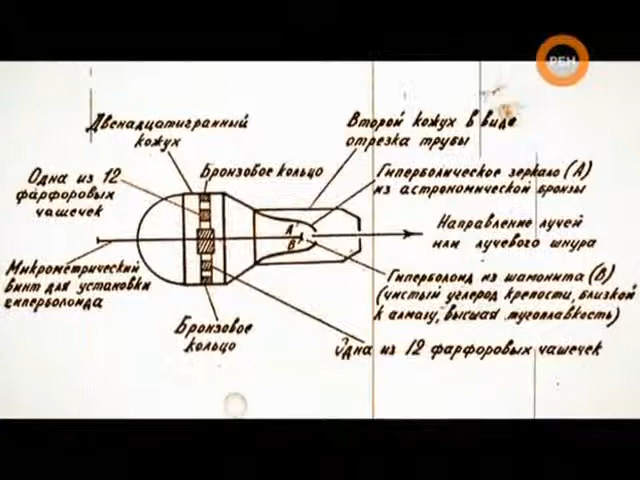 РЕН
Двенадцатигранный
кожух
Второй кожух в виде
отрезка трубы
Одна из 12
фарфоровых
чашечек
Бронзовое кольцо
Гиперболическое зеркало (А)
из астрономической бронзы
А
В
Направление лучей
или лучевого шнура
Микрометрический
винт для установки
гиперболоида
Гиперболоид из шамонита (В)
(чистый углерод крепости, близкой
к алмазу, высшая тугоплавкость)
Бронзовое
кольцо
Одна из 12 фарфоровых чашечек